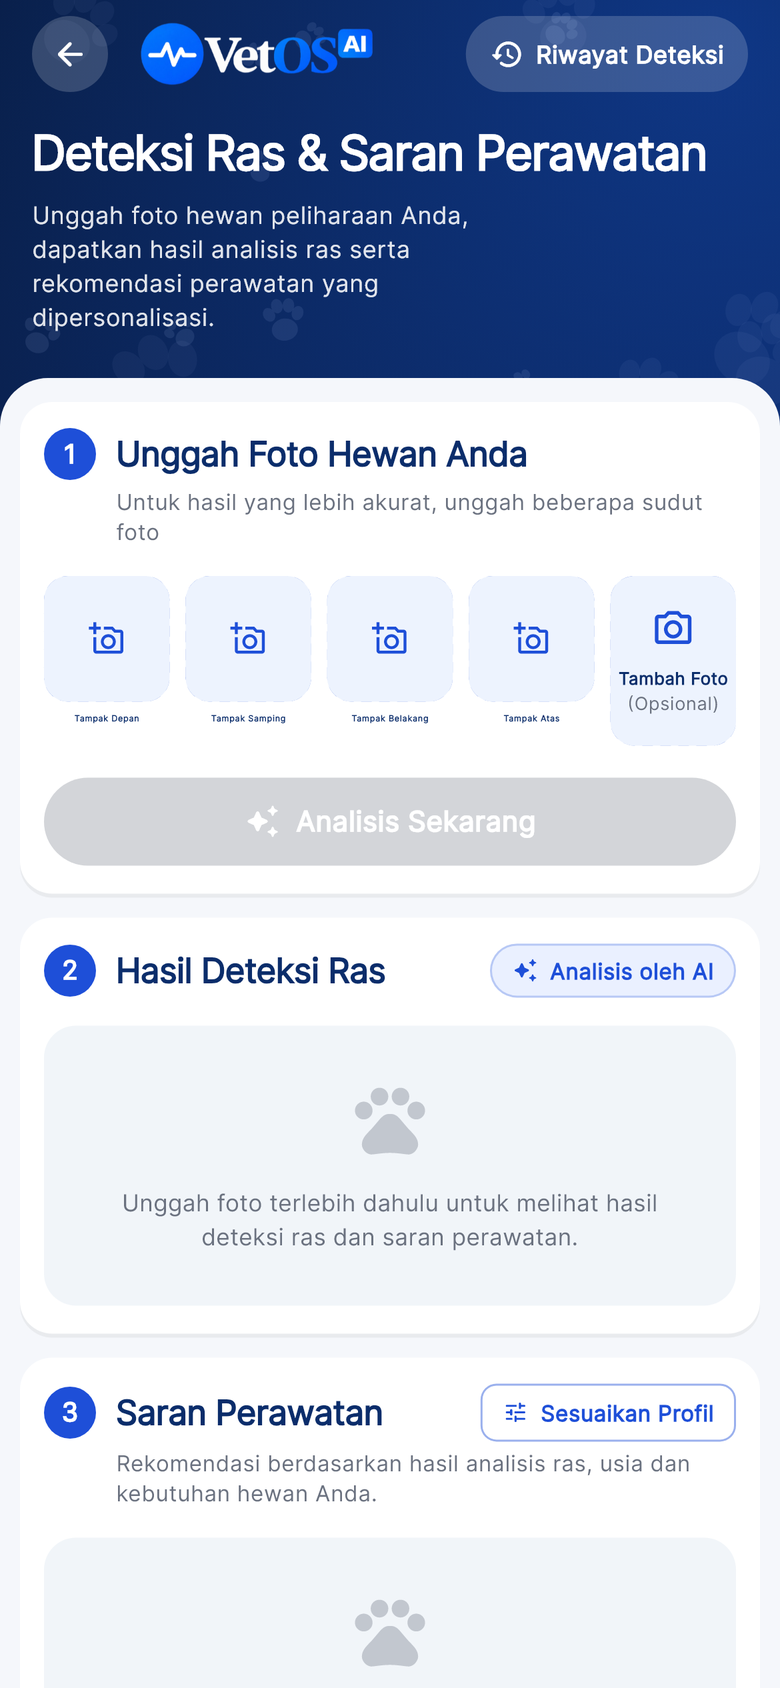 VetOS AI
Riwayat Deteksi
Deteksi Ras & Saran Perawatan
Unggah foto hewan peliharaan Anda,
dapatkan hasil analisis ras serta
rekomendasi perawatan yang
dipersonalisasi.
1
Unggah Foto Hewan Anda
Untuk hasil yang lebih akurat, unggah beberapa sudut
foto
Tampak Depan
Tampak Samping
Tampak Belakang
Tampak Atas
Tambah Foto
(Opsional)
Analisis Sekarang
2
Hasil Deteksi Ras
Analisis oleh AI
Unggah foto terlebih dahulu untuk melihat hasil
deteksi ras dan saran perawatan.
3
Saran Perawatan
Sesuaikan Profil
Rekomendasi berdasarkan hasil analisis ras, usia dan
kebutuhan hewan Anda.